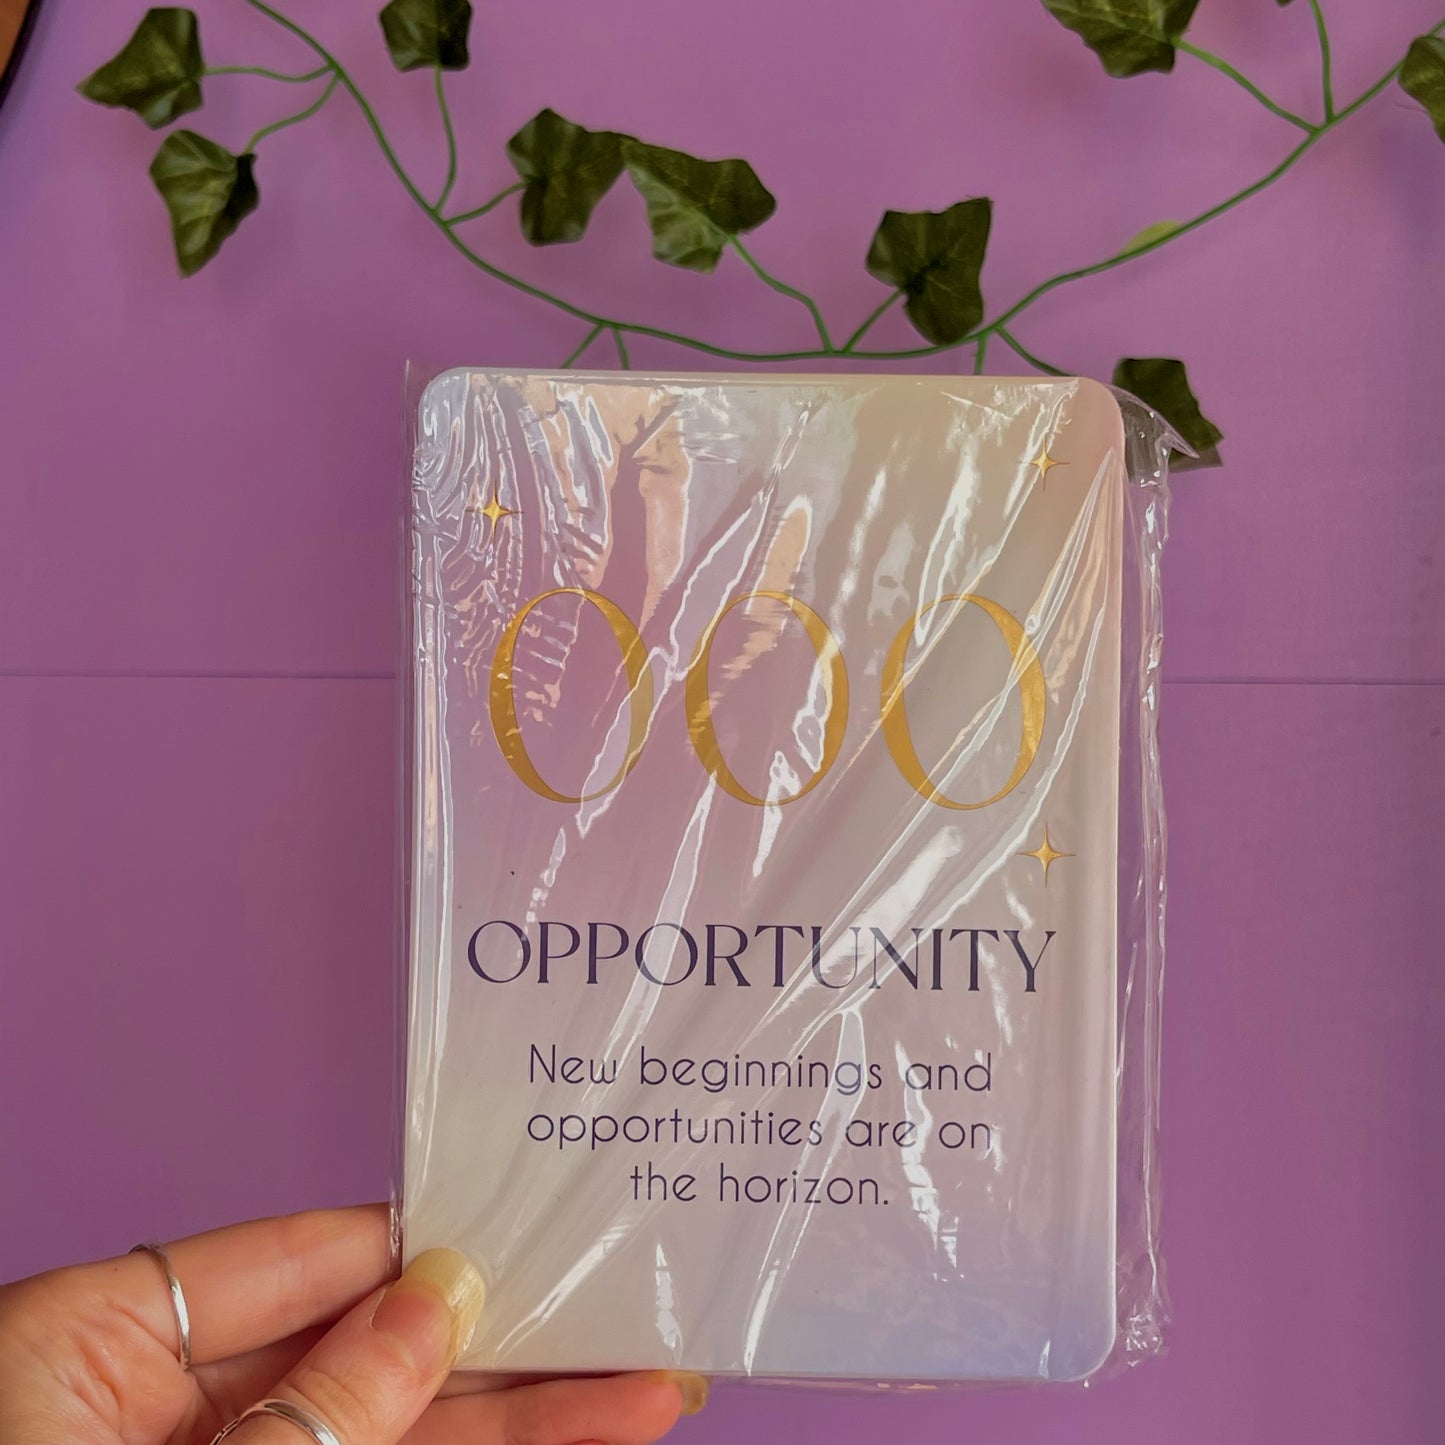 000
OPPORTUNITY
New beginnings and
opportunities are on
the horizon.